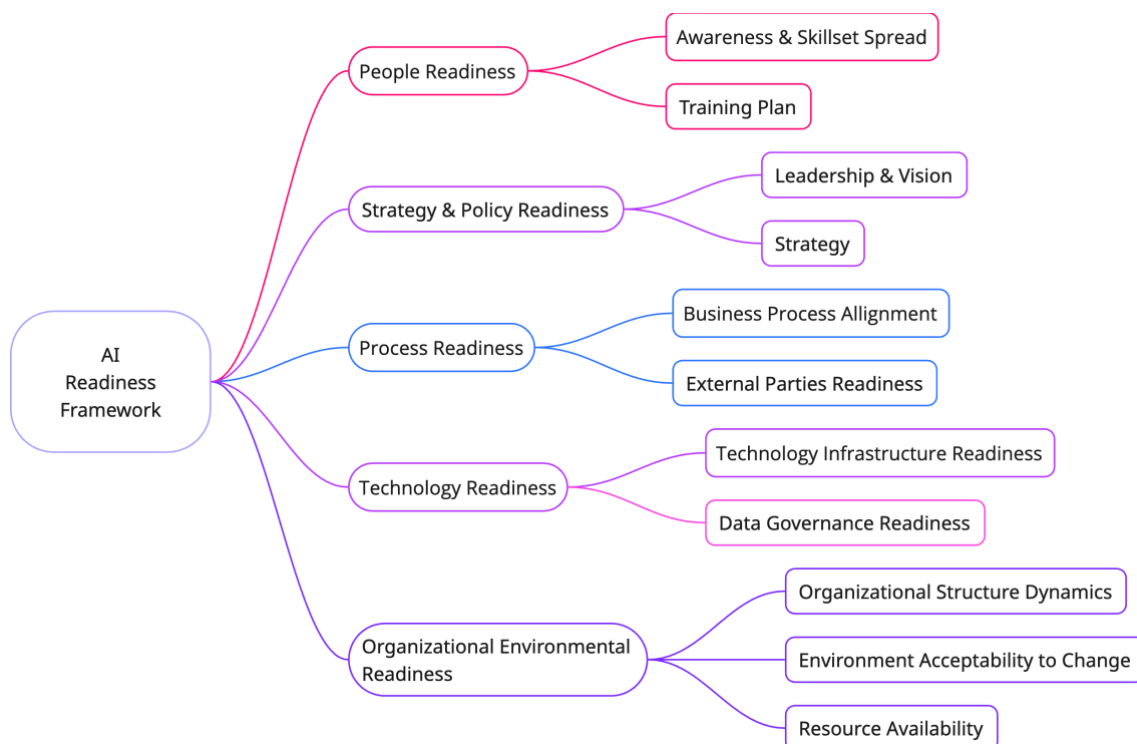 People Readiness
Awareness & Skillset Spread
Training Plan
Strategy & Policy Readiness
Leadership & Vision
Strategy
AI
Readiness
Framework
Process Readiness
Business Process Allignment
External Parties Readiness
Technology Readiness
Technology Infrastructure Readiness
Data Governance Readiness
Organizational Environmental
Readiness
Organizational Structure Dynamics
Environment Acceptability to Change
Resource Availability